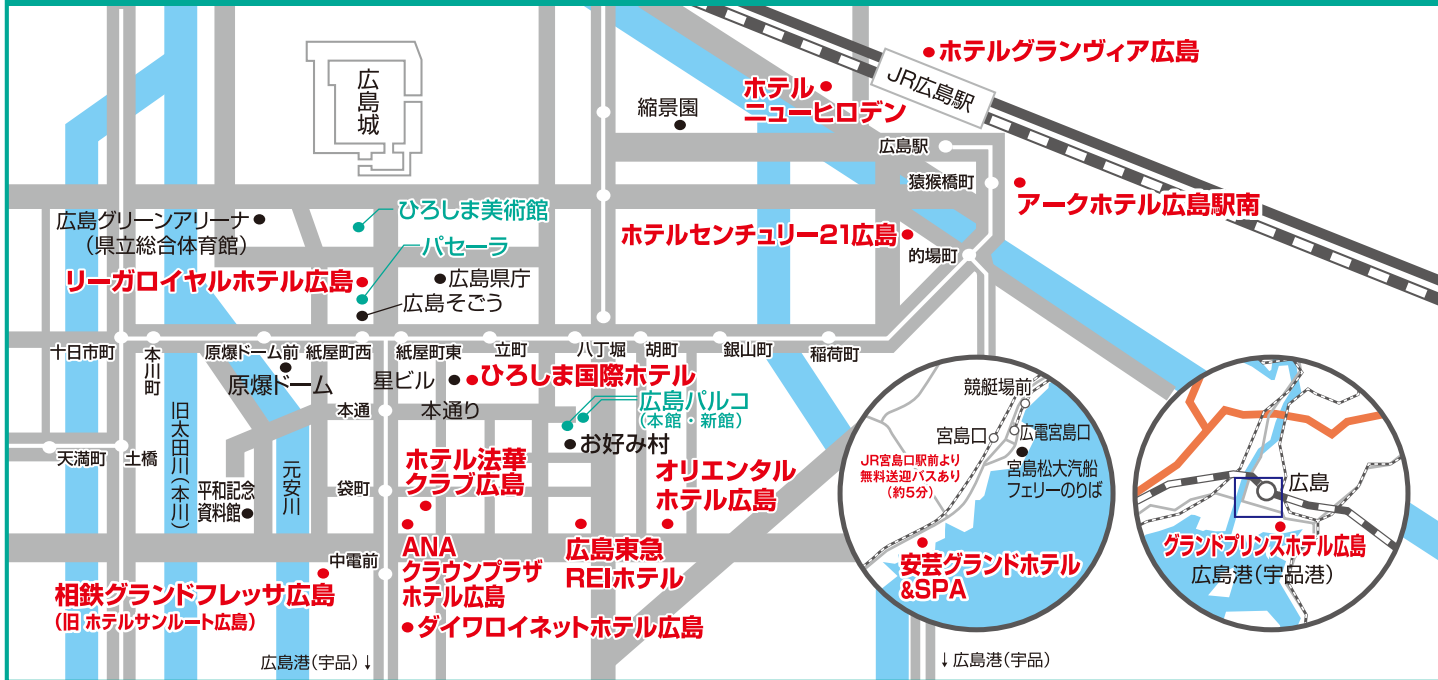 ホテルグランヴィア広島
JR広島駅
ホテル
ニューヒロデン
広島城
縮景園
広島駅
猿猴橋町
アークホテル広島駅南
ひろしま美術館
広島グリーンアリーナ
(県立総合体育館)
パセーラ
ホテルセンチュリー21広島
的場町
リーガロイヤルホテル広島
広島県庁
広島そごう
十日市町
本川町
原爆ドーム前
紙屋町西
紙屋町東
立町
八丁堀
胡町
銀山町
稲荷町
原爆ドーム
星ビル
ひろしま国際ホテル
本通
本通り
広島パルコ
(本館・新館)
お好み村
天満町
土橋
旧太田川(本川)
元安川
平和記念
資料館
袋町
ホテル法華
クラブ広島
オリエンタル
ホテル広島
中電前
ANA
クラウンプラザ
ホテル広島
広島東急
REIホテル
相鉄グランドフレッサ広島
(旧 ホテルサンルート広島)
ダイワロイネットホテル広島
広島港(宇品)↓
↓広島港(宇品)
競艇場前
宮島口
広電宮島口
JR宮島口駅前より
無料送迎バスあり
(約5分)
宮島松大汽船
フェリーのりば
安芸グランドホテル
&SPA
広島
グランドプリンスホテル広島
広島港(宇品港)